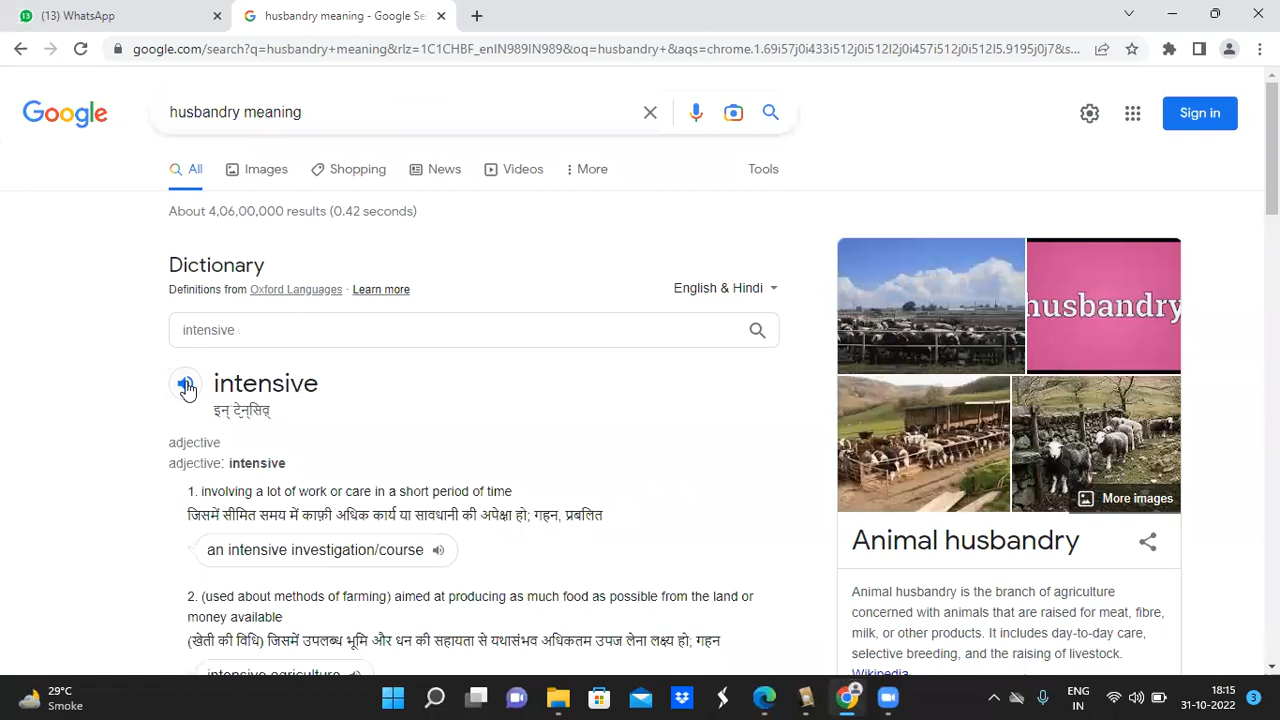 (13) WhatsApp
husbandry meaning - Google Sea
google.com/search?q=husbandry+meaning&rlz=1C1CHBF_enIN989IN989&oq=husbandry+&aqs=chrome.1.69i57j0i433i512j0i512l2j0i457i512j0i512l5.9195j0j7&s...
Google
husbandry meaning
Sign in
All
Images
Shopping
News
Videos
More
Tools
About 4,06,00,000 results (0.42 seconds)
Dictionary
Definitions from Oxford Languages · Learn more
English & Hindi
intensive
intensive
इन् टे्न्सिव़्
adjective
adjective: intensive
1. involving a lot of work or care in a short period of time
जिसमें सीमित समय में काफ़ी अधिक कार्य या सावधानी की अपेक्षा हो; गहन, प्रबलित
an intensive investigation/course
2. (used about methods of farming) aimed at producing as much food as possible from the land or
money available
(खेती की विधि) जिसमें उपलब्ध भूमि और धन की सहायता से यथासंभव अधिकतम उपज लेना लक्ष्य हो; गहन
intensive agriculture
husbandry
More images
Animal husbandry
Animal husbandry is the branch of agriculture
concerned with animals that are raised for meat, fibre,
milk, or other products. It includes day-to-day care,
selective breeding, and the raising of livestock.
Wikipedia
29°C
Smoke
ENG
IN
18:15
31-10-2022
3